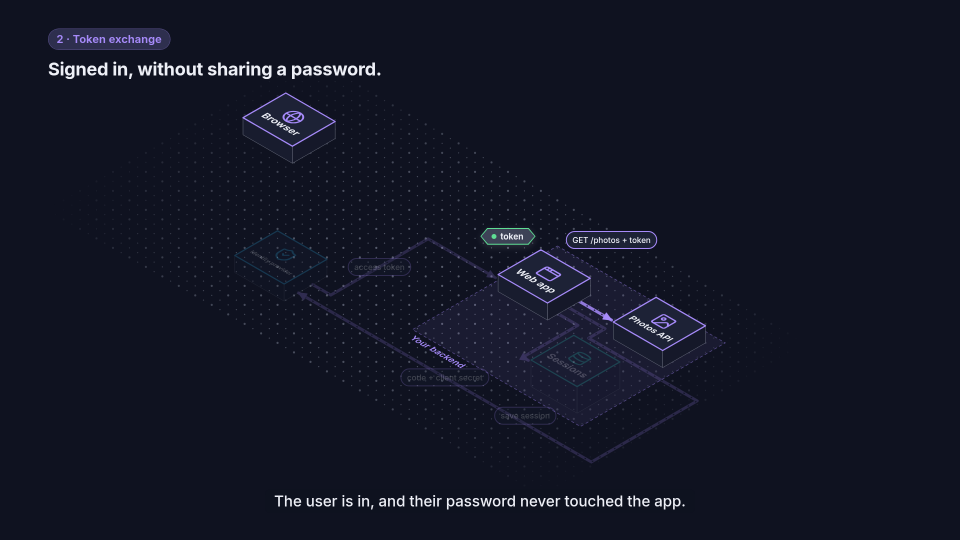 2 · Token exchange
Signed in, without sharing a password.
Browser
token
GET /photos + token
access token
Web app
Photos API
Your backend
Sessions
code + client secret
save session
The user is in, and their password never touched the app.